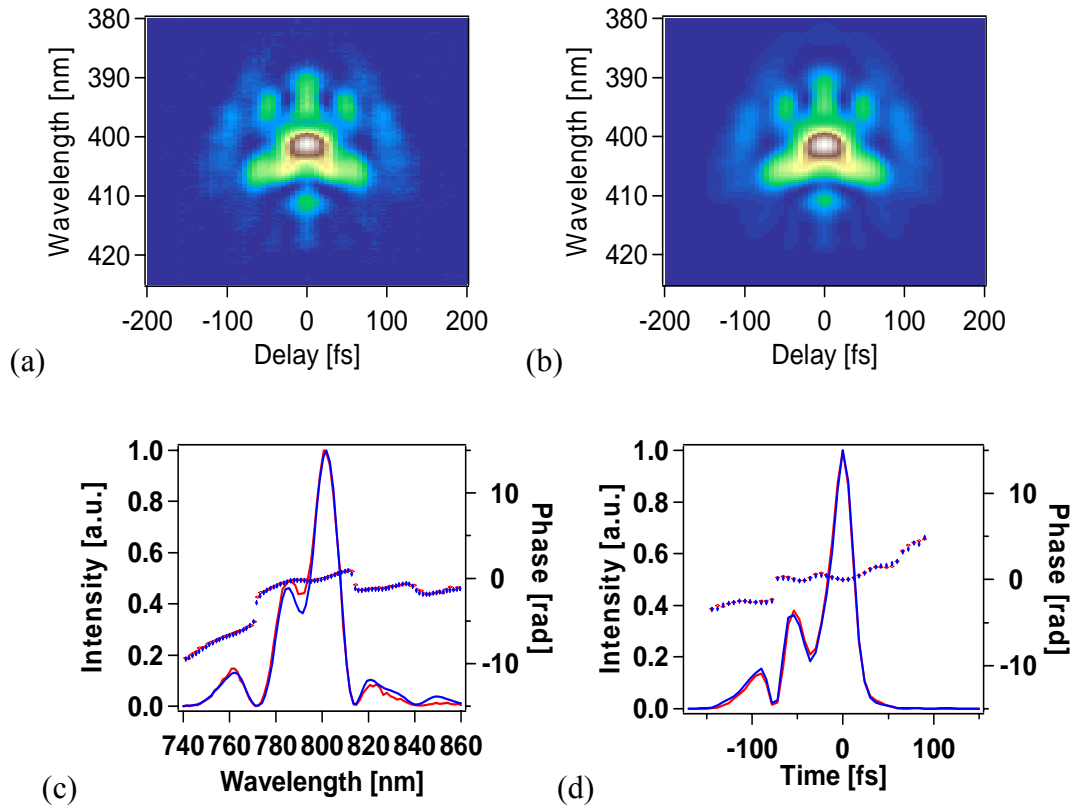 380
390
400
410
420
Wavelength [nm]
-200
-100
0
100
200
Delay [fs]
(a)
380
390
400
410
420
Wavelength [nm]
-200
-100
0
100
200
Delay [fs]
(b)
1.0
0.8
0.6
0.4
0.2
0.0
Intensity [a.u.]
10
0
-10
Phase [rad]
740 760 780 800 820 840 860
Wavelength [nm]
(c)
1.0
0.8
0.6
0.4
0.2
0.0
Intensity [a.u.]
10
0
-10
Phase [rad]
-100
0
100
Time [fs]
(d)